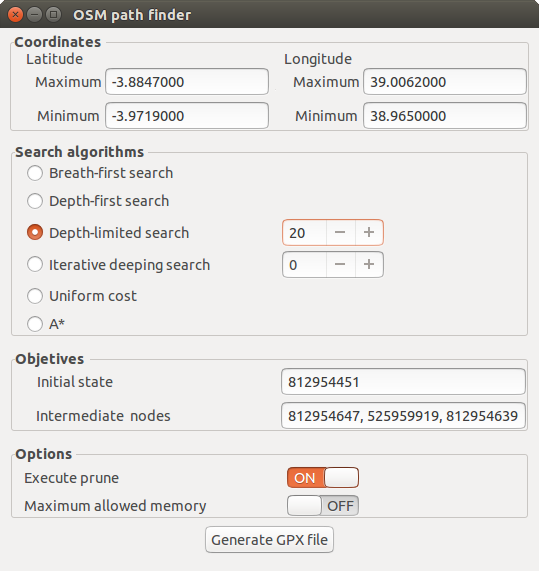 OSM path finder
Coordinates
Latitude Longitude
Maximum -3.8847000 Maximum 39.0062000
Minimum -3.9719000 Minimum 38.9650000
Search algorithms
Breath-first search
Depth-first search
Depth-limited search 20 − +
Iterative deeping search 0 − +
Uniform cost
A*
Objetives
Initial state 812954451
Intermediate nodes 812954647, 525959919, 812954639
Options
Execute prune ON
Maximum allowed memory OFF
Generate GPX file